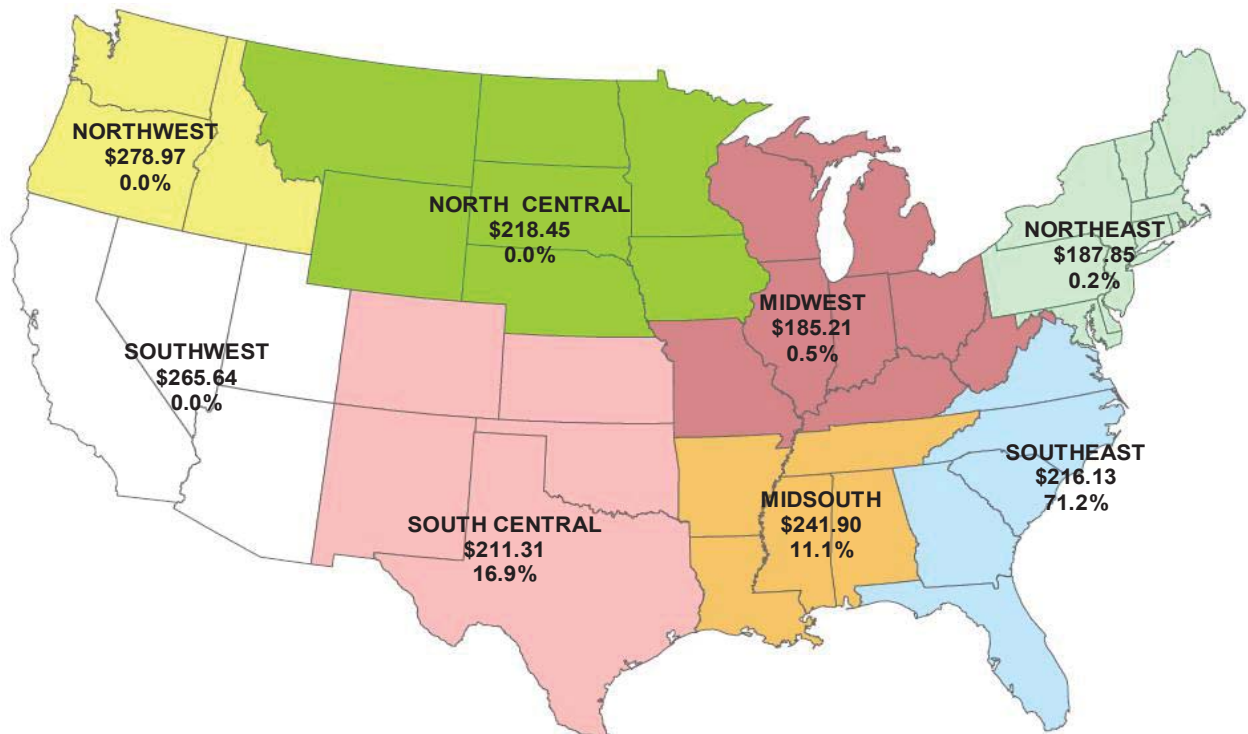 NORTHWEST
$278.97
0.0%
NORTH CENTRAL
$218.45
0.0%
NORTHEAST
$187.85
0.2%
MIDWEST
$185.21
0.5%
SOUTHWEST
$265.64
0.0%
SOUTHEAST
$216.13
71.2%
MIDSOUTH
$241.90
11.1%
SOUTH CENTRAL
$211.31
16.9%